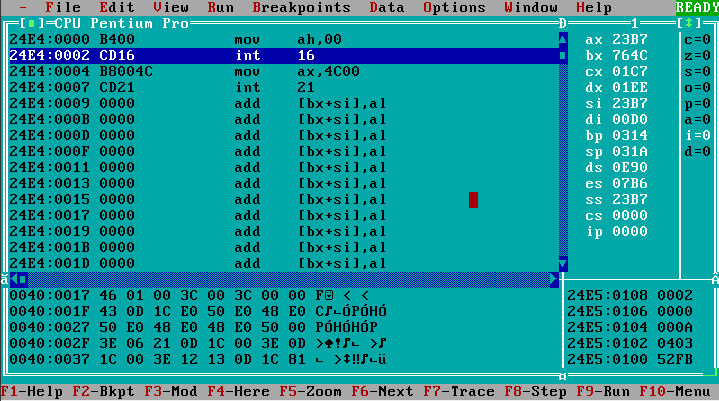 - File Edit View Run Breakpoints Data Options Window Help READY
[■]=CPU Pentium Pro 1 [↕]
24E4:0000 B400 mov ah,00 ax 23B7 c=0
24E4:0002 CD16 int 16 bx 764C z=0
24E4:0004 B8004C mov ax,4C00 cx 01C7 s=0
24E4:0007 CD21 int 21 dx 01EE o=0
24E4:0009 0000 add [bx+si],al si 23B7 p=0
24E4:000B 0000 add [bx+si],al di 00D0 a=0
24E4:000D 0000 add [bx+si],al bp 0314 i=0
24E4:000F 0000 add [bx+si],al sp 031A d=0
24E4:0011 0000 add [bx+si],al ds 0E90
24E4:0013 0000 add [bx+si],al es 07B6
24E4:0015 0000 add [bx+si],al ss 23B7
24E4:0017 0000 add [bx+si],al cs 0000
24E4:0019 0000 add [bx+si],al ip 0000
24E4:001B 0000 add [bx+si],al
24E4:001D 0000 add [bx+si],al
0040:0017 46 01 00 3C 00 3C 00 00 F☺ < < 24E5:0108 0002
0040:001F 43 0D 1C E0 50 E0 48 E0 C♪∟ÓPÓHÓ 24E5:0106 0000
0040:0027 50 E0 48 E0 48 E0 50 00 PÓHÓHÓP 24E5:0104 000A
0040:002F 3E 06 21 0D 1C 00 3E 0D >♠!♪∟ >♪ 24E5:0102 0403
0040:0037 1C 00 3E 12 13 0D 1C 81 ∟ >↕‼♪∟ü 24E5:0100 52FB
F1-Help F2-Bkpt F3-Mod F4-Here F5-Zoom F6-Next F7-Trace F8-Step F9-Run F10-Menu